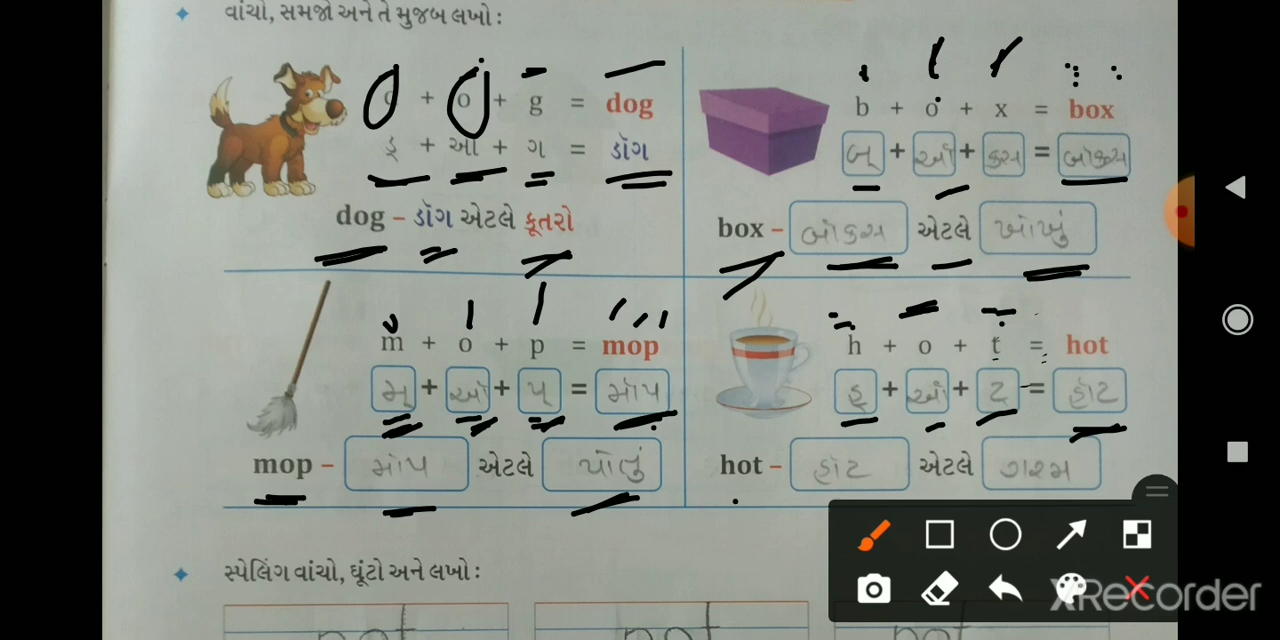 વાંચો, સમજો અને તે મુજબ લખો :
d + o + g = dog
ડ્ + ઑ + ગ = ડૉગ
dog – ડૉગ એટલે કૂતરો
b + o + x = box
બ્ + ઑ + ક્સ = બૉક્સ
box – બૉક્સ એટલે ખોખું
m + o + p = mop
મ્ + ઑ + પ્ = મૉપ
mop – મૉપ એટલે પોતું
h + o + t = hot
હ્ + ઑ + ટ = હૉટ
hot – હૉટ એટલે ગરમ
સ્પેલિંગ વાંચો, ઘૂંટો અને લખો :
XRecorder